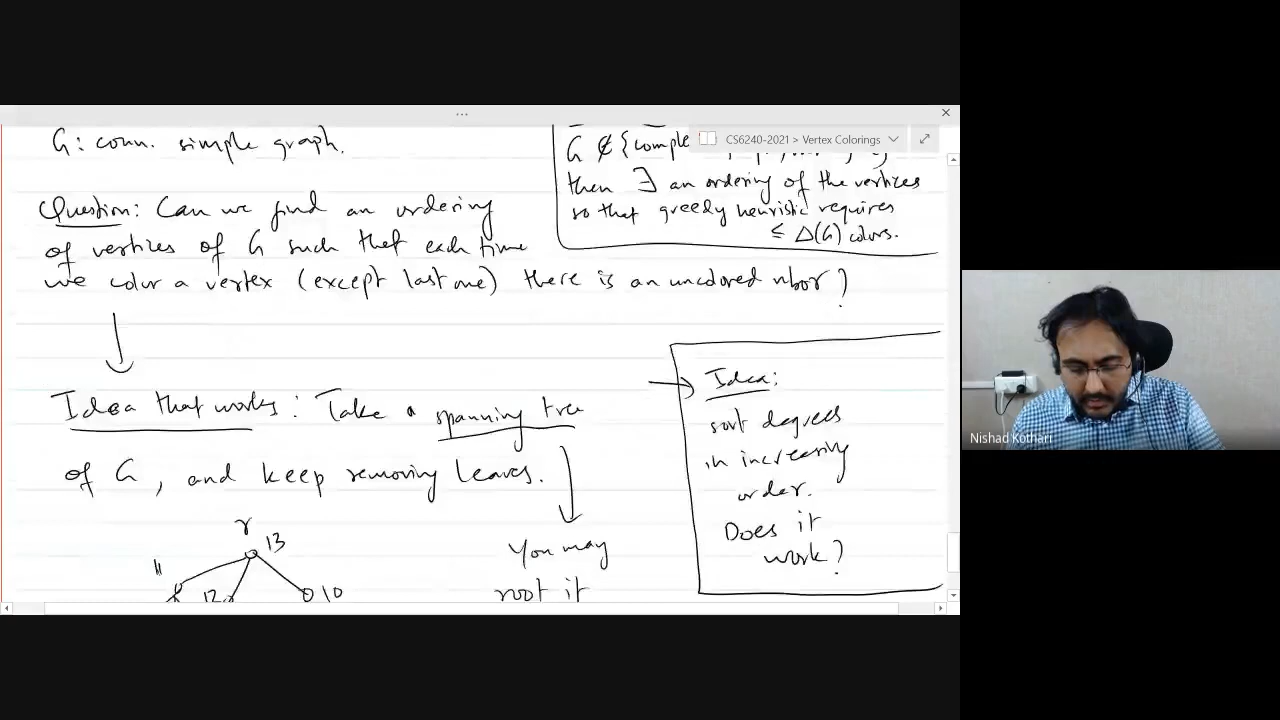 G : conn. simple graph.
CS6240-2021 > Vertex Colorings
G ∉ { comple
then ∃ an ordering of the vertices
so that greedy heuristic requires
≤ Δ(G) colors.
Question: Can we find an ordering
of vertices of G such that each time
we color a vertex (except last one) there is an uncolored nbor?
Idea that works : Take a spanning tree
of G, and keep removing leaves.
Idea:
sort degrees
in increasing
order.
Does it
work?
You may
root it
r
13
11
12
10
Nishad Kothari